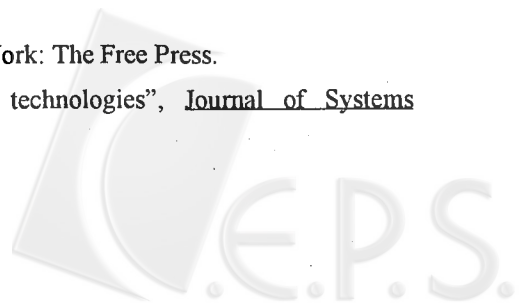 ork: The Free Press.
technologies”, Journal of Systems
C.E.P.S.